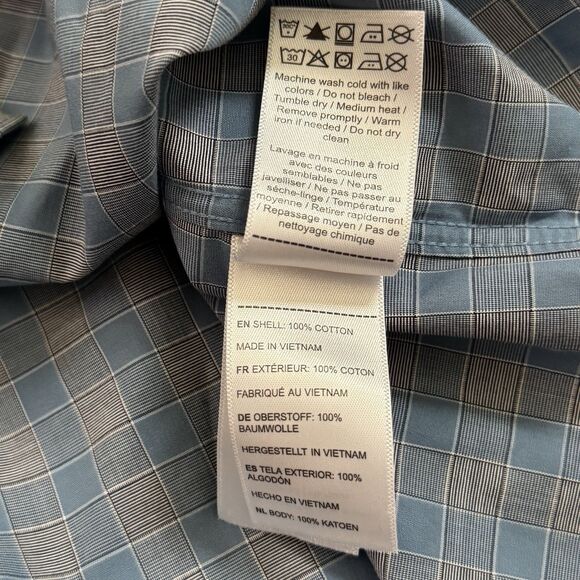 30
Machine wash cold with like
colors / Do not bleach /
Tumble dry / Medium heat /
Remove promptly / Warm
iron if needed / Do not dry
clean
Lavage en machine à froid
avec des couleurs
semblables / Ne pas
javelliser / Ne pas passer au
sèche-linge / Température
moyenne / Retirer rapidement
/ Repassage moyen / Pas de
nettoyage chimique
EN SHELL: 100% COTTON
MADE IN VIETNAM
FR EXTÉRIEUR: 100% COTON
FABRIQUÉ AU VIETNAM
DE OBERSTOFF: 100%
BAUMWOLLE
HERGESTELLT IN VIETNAM
ES TELA EXTERIOR: 100%
ALGODÓN
HECHO EN VIETNAM
NL BODY: 100% KATOEN